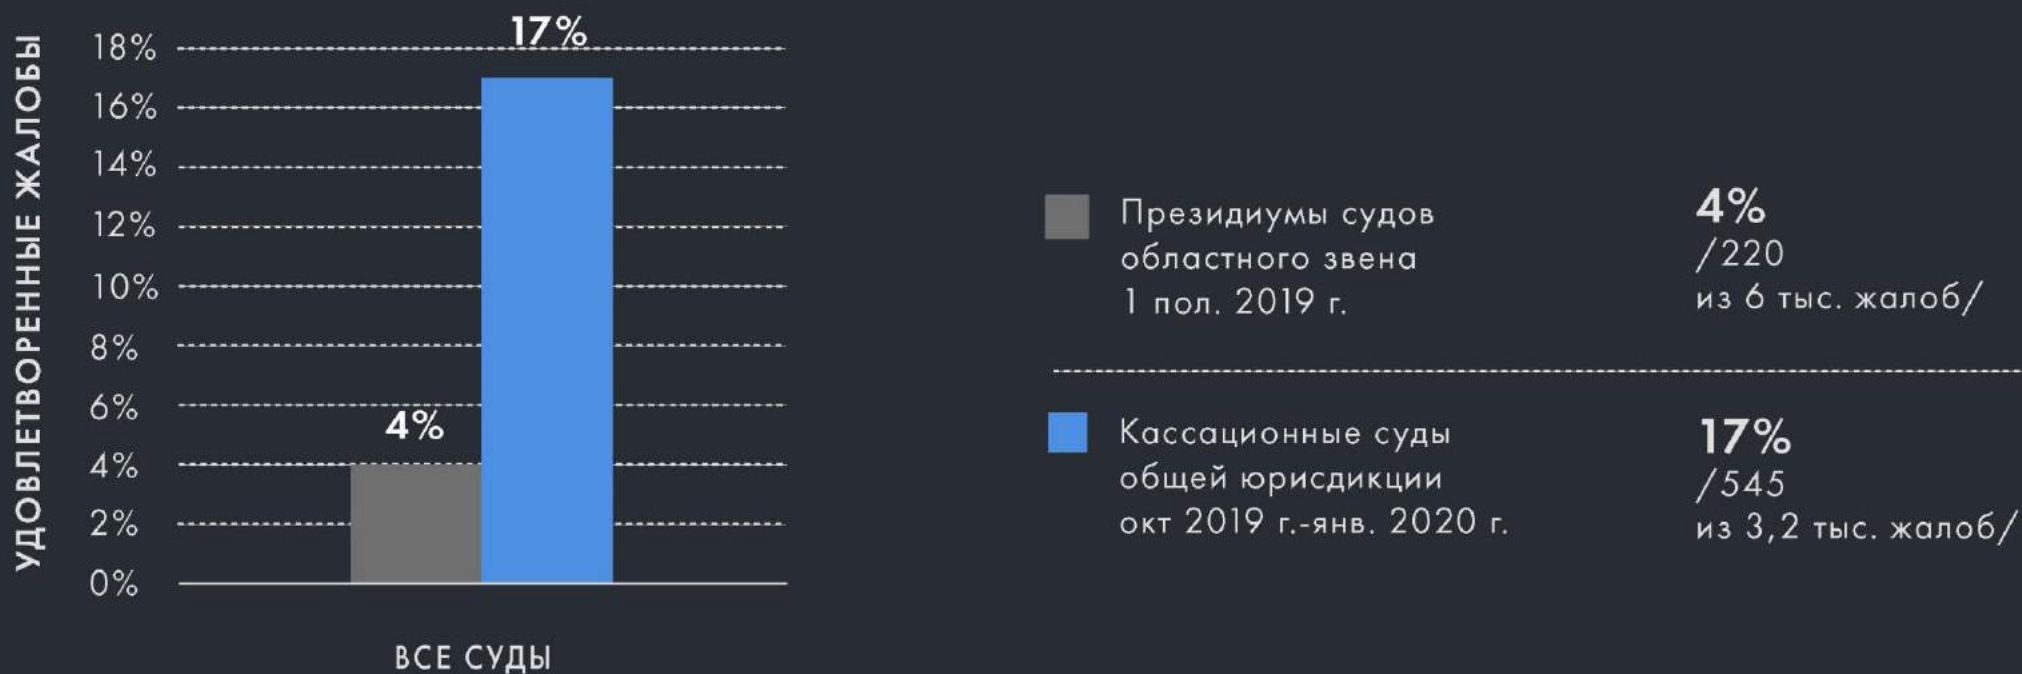 УДОВЛЕТВОРЕННЫЕ ЖАЛОБЫ
18%
16%
14%
12%
10%
8%
6%
4%
2%
0%
17%
4%
ВСЕ СУДЫ
Президиумы судов
областного звена
1 пол. 2019 г.
4%
/220
из 6 тыс. жалоб/
Кассационные суды
общей юрисдикции
окт 2019 г.-янв. 2020 г.
17%
/545
из 3,2 тыс. жалоб/